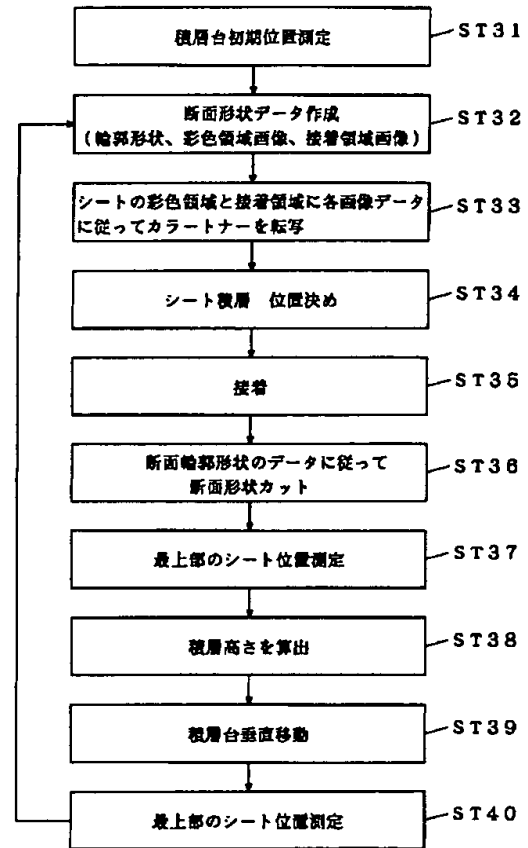 積層台初期位置測定
ST31
断面形状データ作成
(輪郭形状、彩色領域画像、接着領域画像)
ST32
シートの彩色領域と接着領域に各画像データ
に従ってカラートナーを転写
ST33
シート積層 位置決め
ST34
接着
ST35
断面輪郭形状のデータに従って
断面形状カット
ST36
最上部のシート位置測定
ST37
積層高さを算出
ST38
積層台垂直移動
ST39
最上部のシート位置測定
ST40